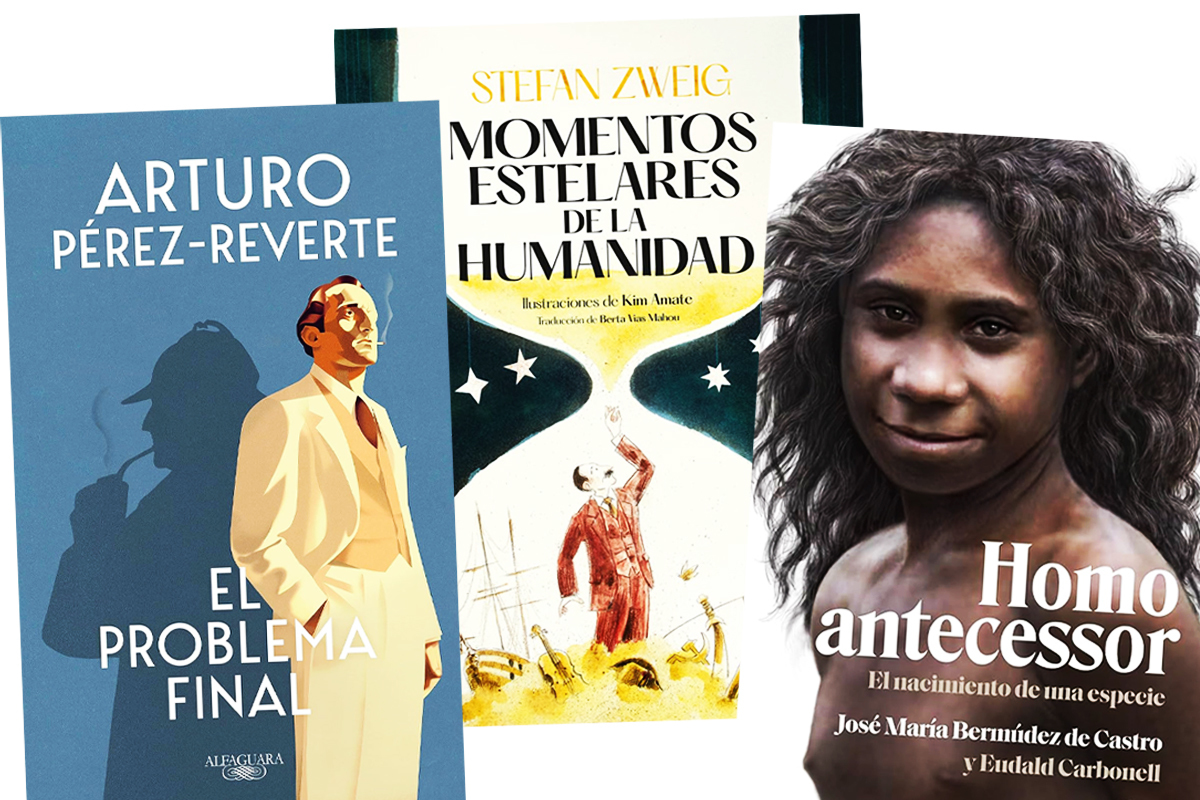 ARTURO
PÉREZ-REVERTE
EL
PROBLEMA
FINAL
ALFAGUARA
STEFAN ZWEIG
MOMENTOS
ESTELARES
DE LA
HUMANIDAD
Ilustraciones de Kim Amate
Traducción de Berta Vias Mahou
Homo
antecessor
El nacimiento de una especie
José María Bermúdez de Castro
y Eudald Carbonell